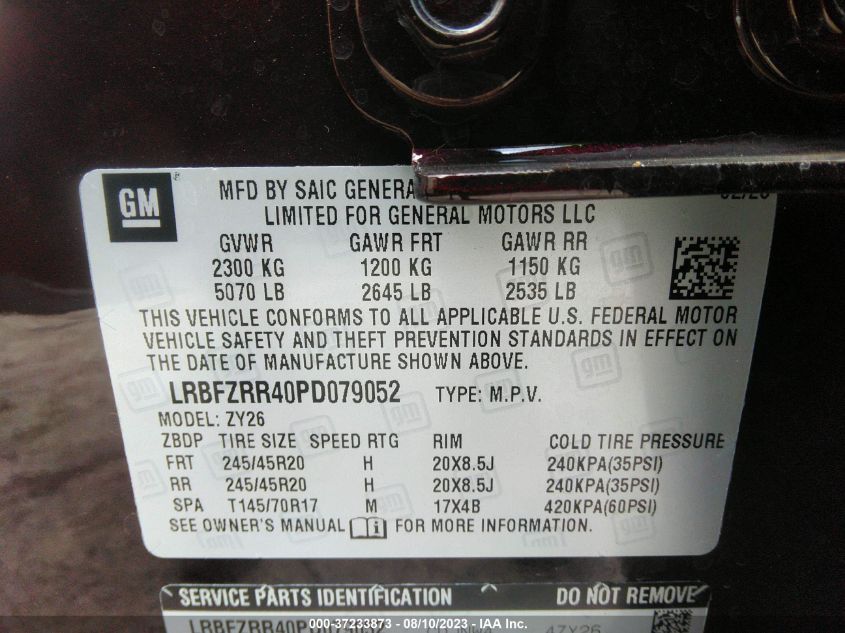 GM
MFD BY SAIC GENERA
LIMITED FOR GENERAL MOTORS LLC
GVWR GAWR FRT GAWR RR
2300 KG 1200 KG 1150 KG
5070 LB 2645 LB 2535 LB
THIS VEHICLE CONFORMS TO ALL APPLICABLE U.S. FEDERAL MOTOR
VEHICLE SAFETY AND THEFT PREVENTION STANDARDS IN EFFECT ON
THE DATE OF MANUFACTURE SHOWN ABOVE.
LRBFZRR40PD079052 TYPE: M.P.V.
MODEL: ZY26
ZBDP TIRE SIZE SPEED RTG RIM COLD TIRE PRESSURE
FRT 245/45R20 H 20X8.5J 240KPA(35PSI)
RR 245/45R20 H 20X8.5J 240KPA(35PSI)
SPA T145/70R17 M 17X4B 420KPA(60PSI)
SEE OWNER'S MANUAL FOR MORE INFORMATION.
SERVICE PARTS IDENTIFICATION DO NOT REMOVE
LRBFZRR40PD079052 4ZY26
000-37233873 - 08/10/2023 - IAA Inc.